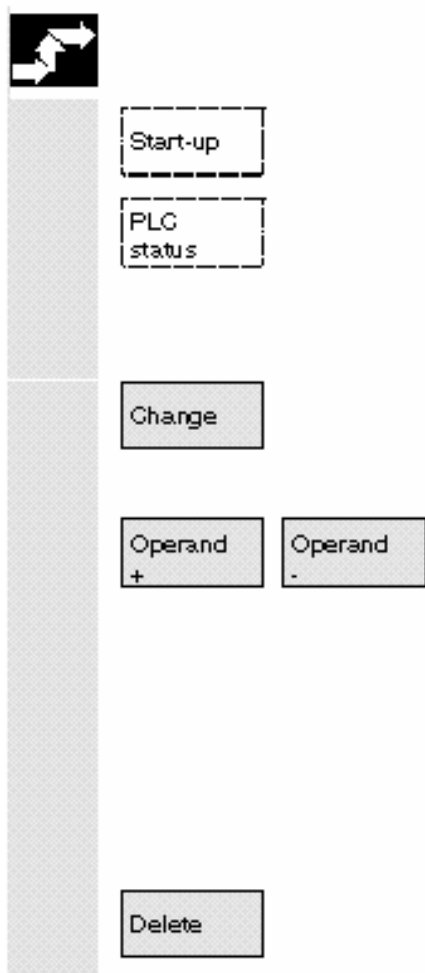 Start-up
PLC
status
Change
Operand
+
Operand
-
Delete